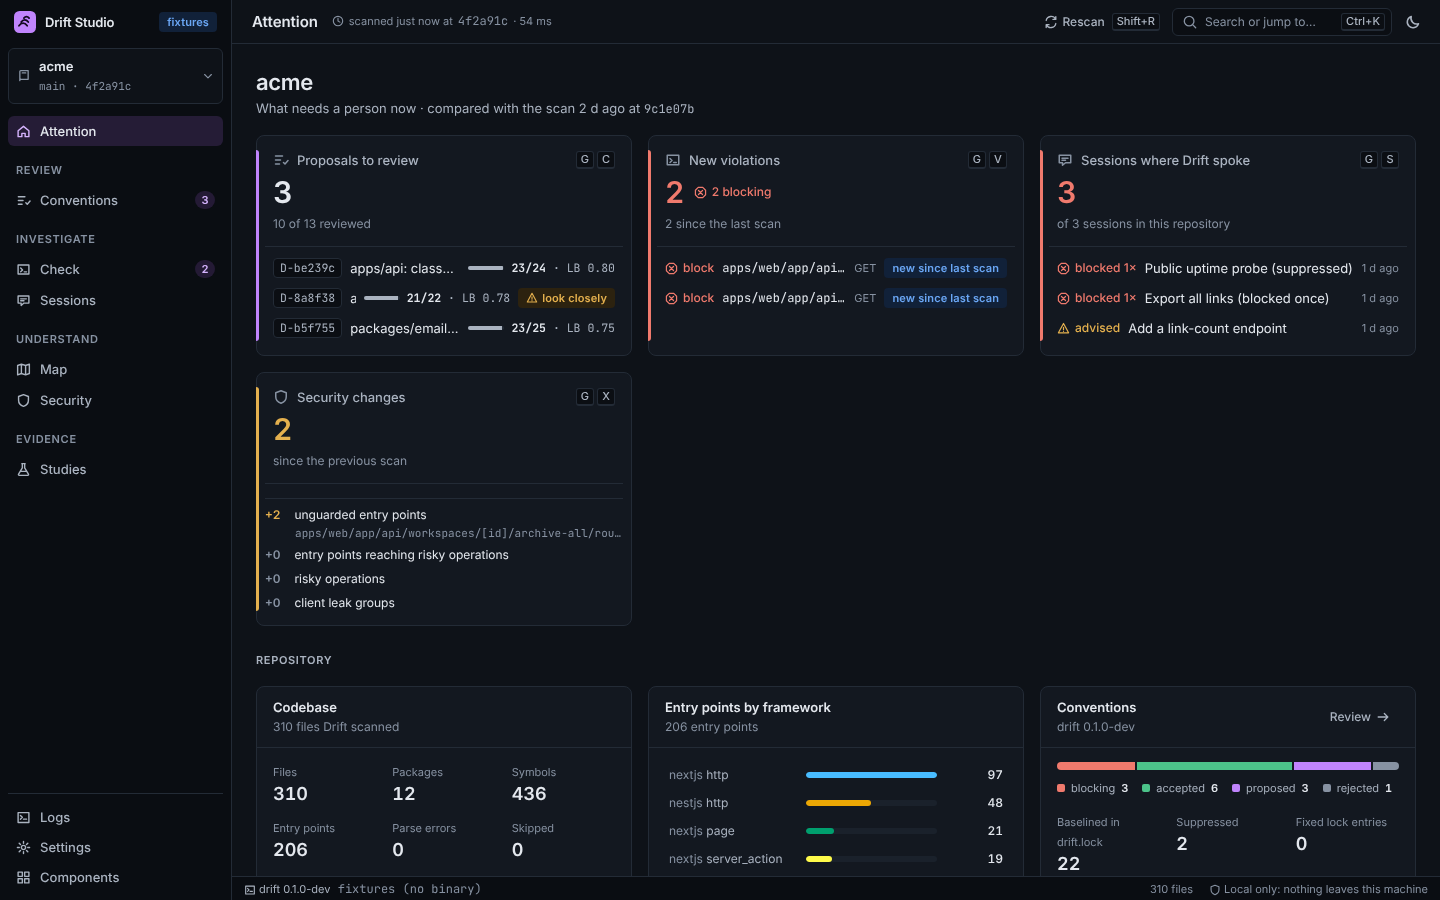 Drift Studio
fixtures
acme
main · 4f2a91c
Attention
REVIEW
Conventions 3
INVESTIGATE
Check 2
Sessions
UNDERSTAND
Map
Security
EVIDENCE
Studies
Logs
Settings
Components
Attention scanned just now at 4f2a91c · 54 ms
Rescan Shift+R Search or jump to... Ctrl+K
acme
What needs a person now · compared with the scan 2 d ago at 9c1e07b
Proposals to review G C
3
10 of 13 reviewed
D-be239c apps/api: class… 23/24 · LB 0.80
D-8a8f38 a 21/22 · LB 0.78 look closely
D-b5f755 packages/email… 23/25 · LB 0.75
New violations G V
2 2 blocking
2 since the last scan
block apps/web/app/api… GET new since last scan
block apps/web/app/api… GET new since last scan
Sessions where Drift spoke G S
3
of 3 sessions in this repository
blocked 1× Public uptime probe (suppressed) 1 d ago
blocked 1× Export all links (blocked once) 1 d ago
advised Add a link-count endpoint 1 d ago
Security changes G X
2
since the previous scan
+2 unguarded entry points
apps/web/app/api/workspaces/[id]/archive-all/rou…
+0 entry points reaching risky operations
+0 risky operations
+0 client leak groups
REPOSITORY
Codebase
310 files Drift scanned
Files Packages Symbols
310 12 436
Entry points Parse errors Skipped
206 0 0
Entry points by framework
206 entry points
nextjs http 97
nestjs http 48
nextjs page 21
nextjs server_action 19
Conventions
drift 0.1.0-dev
Review
blocking 3 accepted 6 proposed 3 rejected 1
Baselined in drift.lock
22
Suppressed
2
Fixed lock entries
0
drift 0.1.0-dev fixtures (no binary)
310 files Local only: nothing leaves this machine